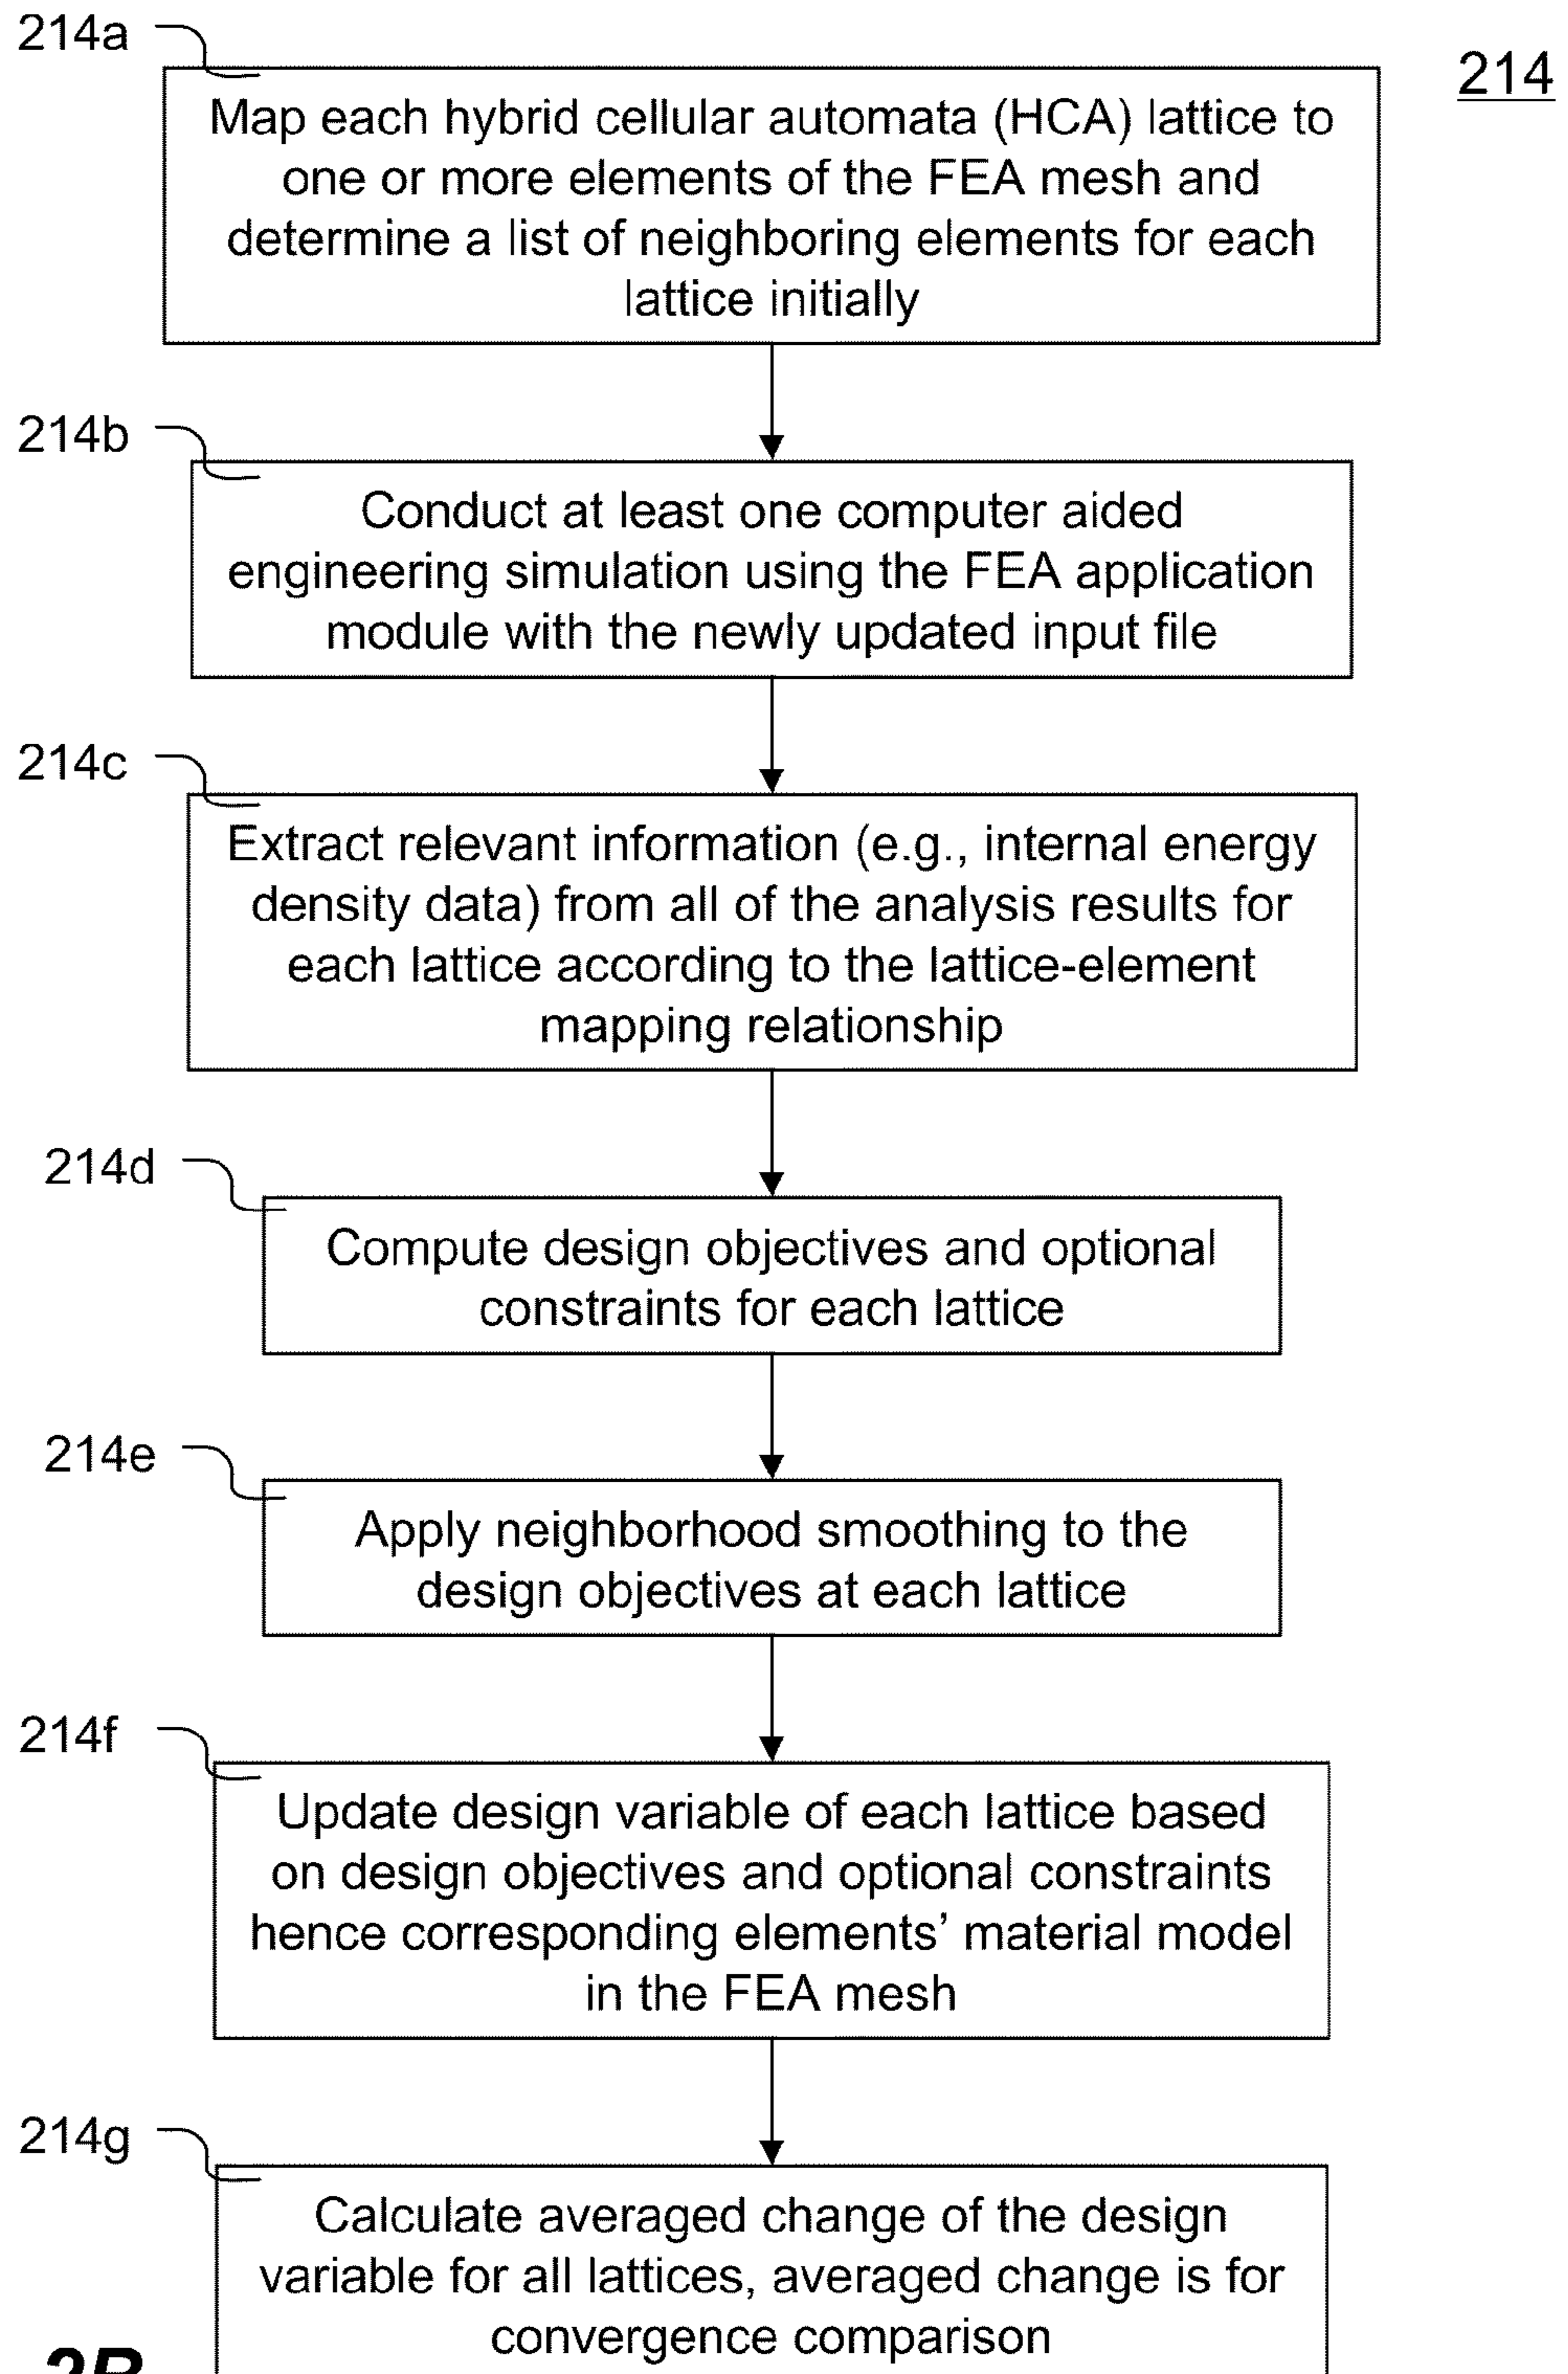 214a
214
Map each hybrid cellular automata (HCA) lattice to
one or more elements of the FEA mesh and
determine a list of neighboring elements for each
lattice initially
214b
Conduct at least one computer aided
engineering simulation using the FEA application
module with the newly updated input file
214c
Extract relevant information (e.g., internal energy
density data) from all of the analysis results for
each lattice according to the lattice-element
mapping relationship
214d
Compute design objectives and optional
constraints for each lattice
214e
Apply neighborhood smoothing to the
design objectives at each lattice
214f
Update design variable of each lattice based
on design objectives and optional constraints
hence corresponding elements’ material model
in the FEA mesh
214g
Calculate averaged change of the design
variable for all lattices, averaged change is for
convergence comparison
2B